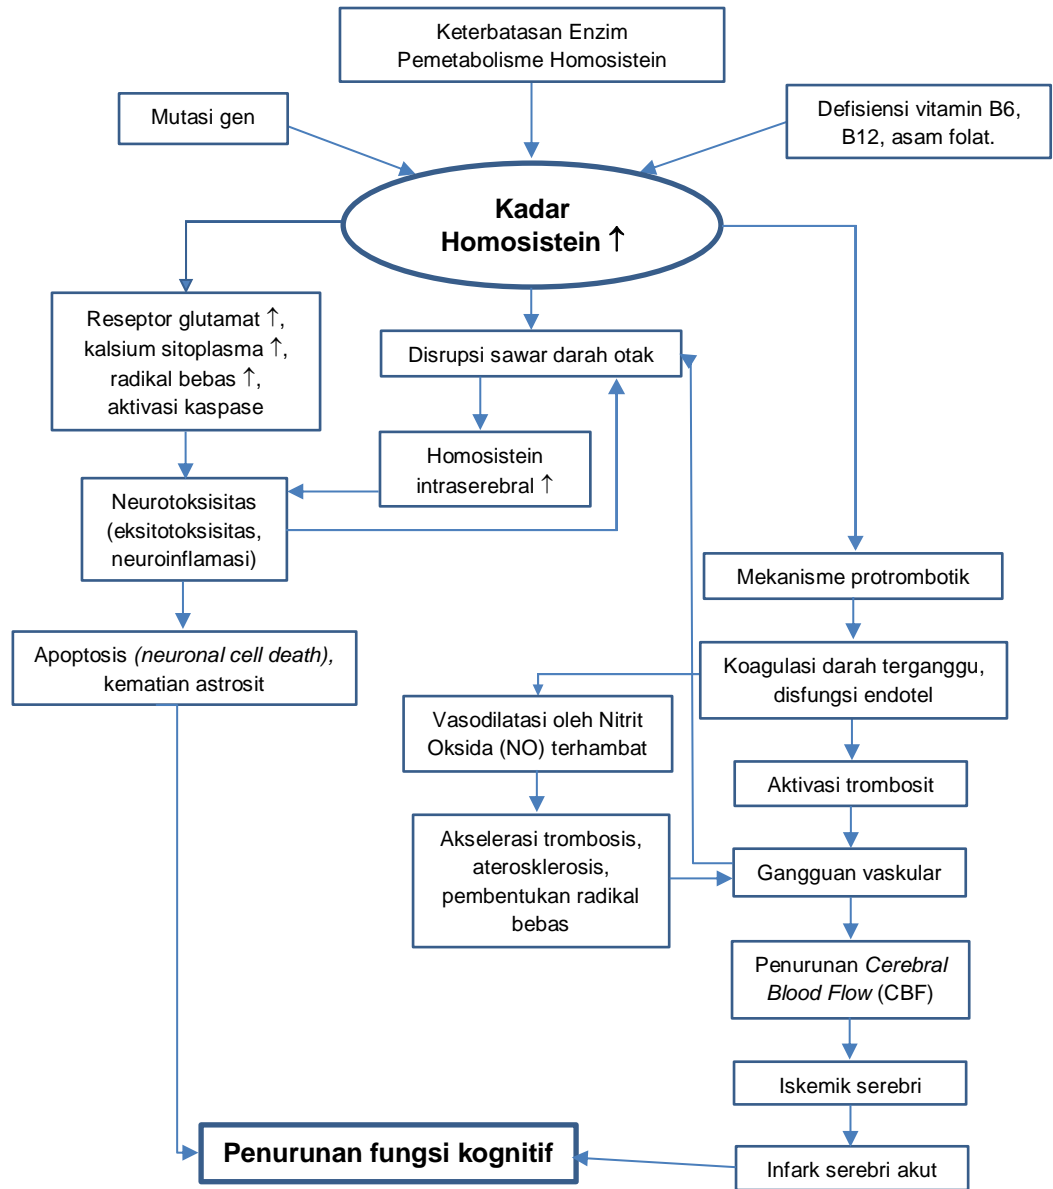 Keterbatasan Enzim
Pemetabolisme Homosistein
Mutasi gen
Defisiensi vitamin B6,
B12, asam folat.
Kadar
Homosistein ↑
Reseptor glutamat ↑,
kalsium sitoplasma ↑,
radikal bebas ↑,
aktivasi kaspase
Disrupsi sawar darah otak
Homosistein
intraserebral ↑
Neurotoksisitas
(eksitotoksisitas,
neuroinflamasi)
Mekanisme protrombotik
Apoptosis (neuronal cell death),
kematian astrosit
Koagulasi darah terganggu,
disfungsi endotel
Vasodilatasi oleh Nitrit
Oksida (NO) terhambat
Aktivasi trombosit
Akselerasi trombosis,
aterosklerosis,
pembentukan radikal
bebas
Gangguan vaskular
Penurunan Cerebral
Blood Flow (CBF)
Iskemik serebri
Penurunan fungsi kognitif
Infark serebri akut